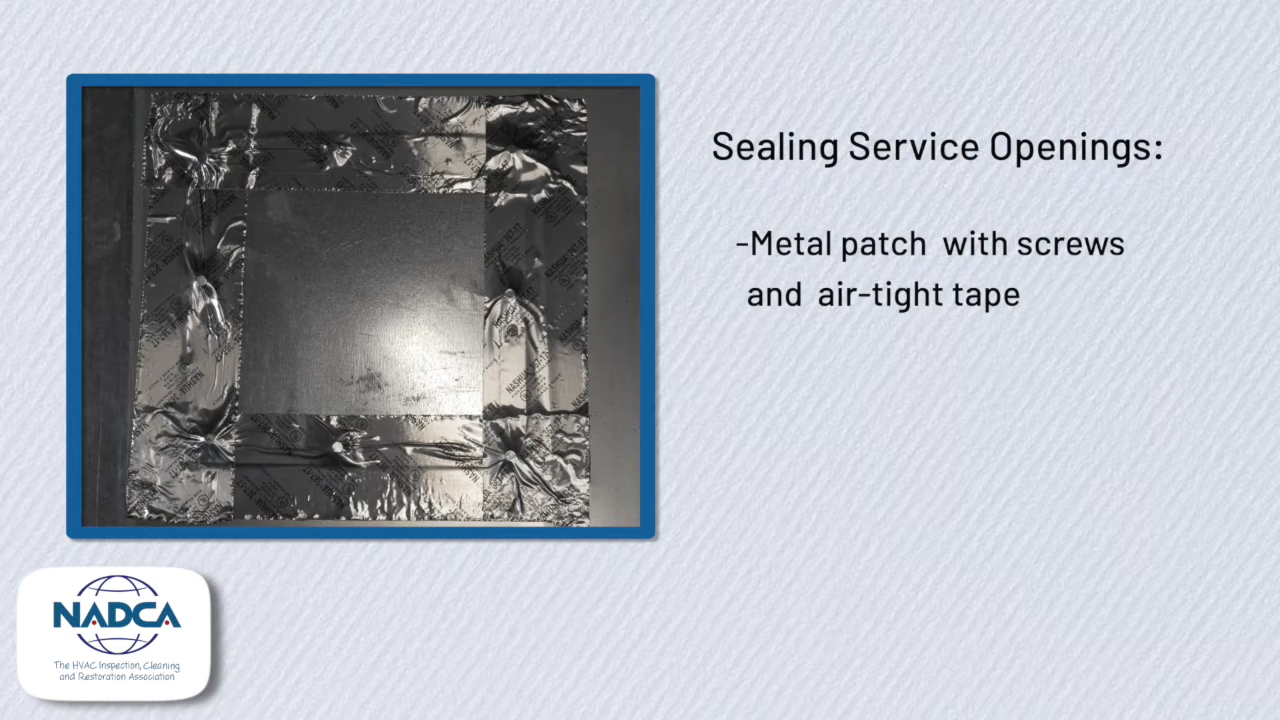 Sealing Service Openings:
-Metal patch with screws
and air-tight tape
NASHUA
NADCA
The HVAC Inspection, Cleaning
and Restoration Association